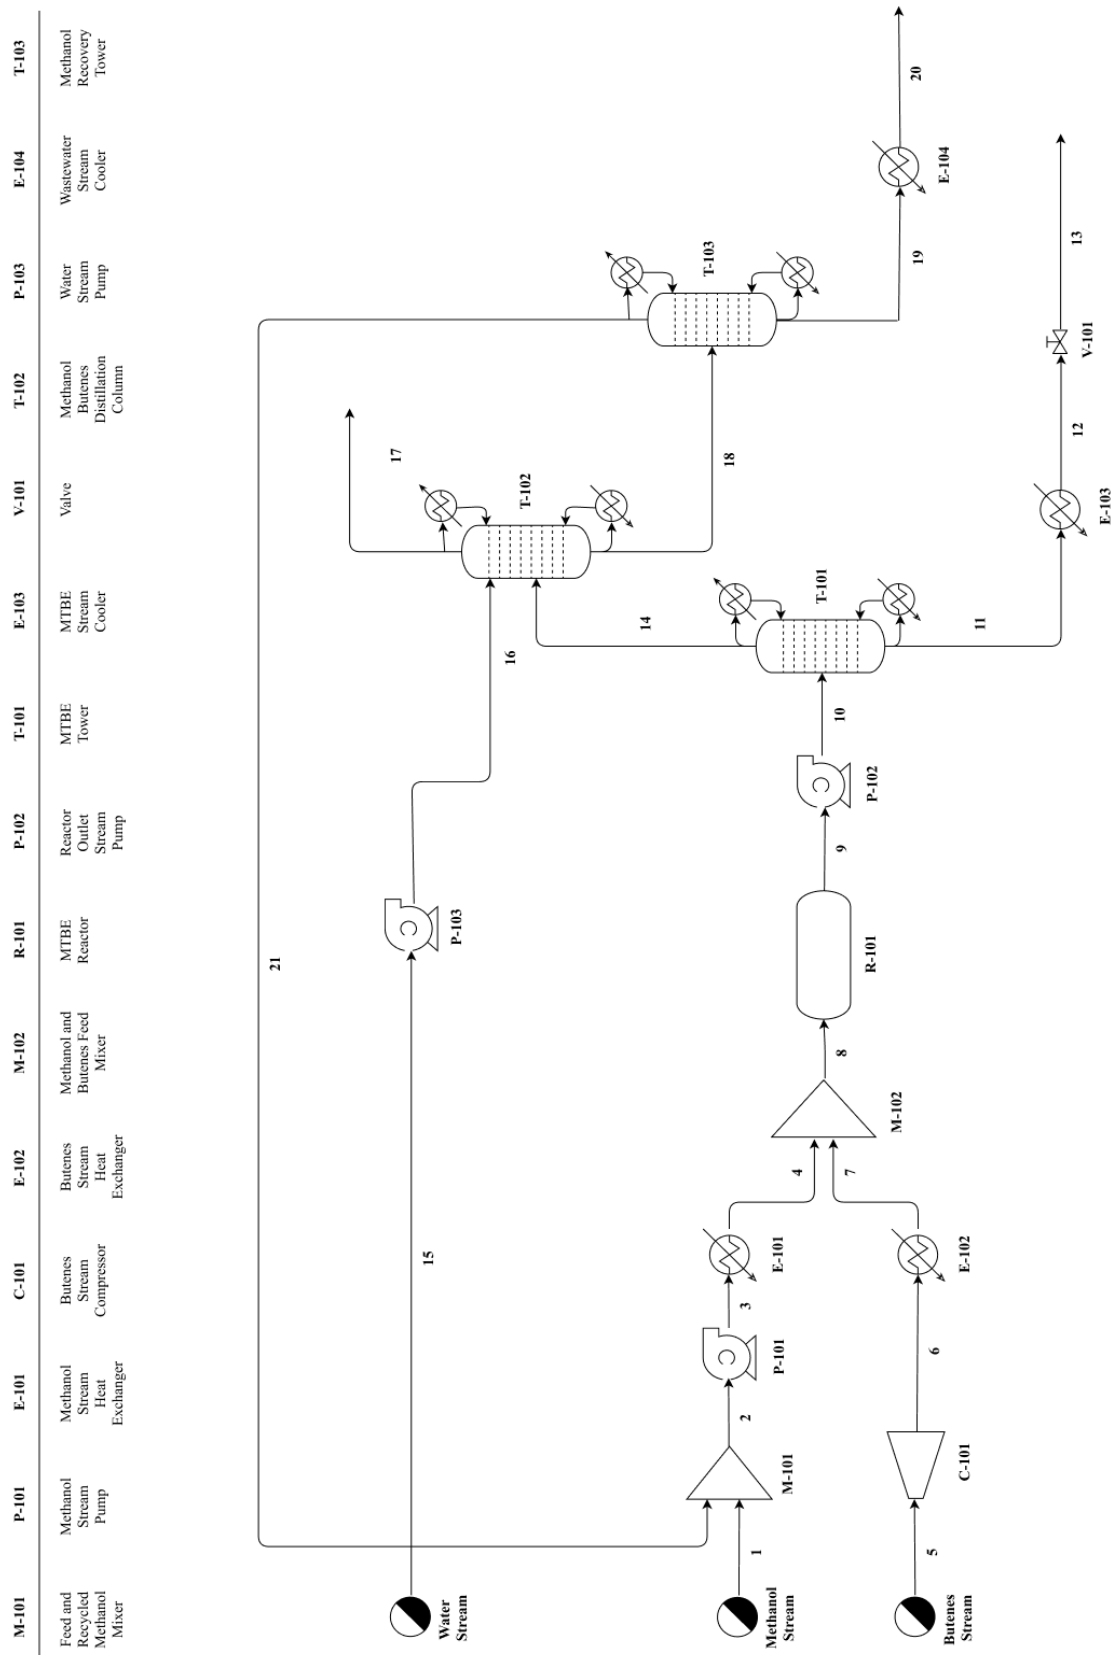 M-101 P-101 E-101 C-101 E-102 M-102 R-101 P-102 T-101 E-103 V-101 T-102 P-103 E-104 T-103
Feed and
Recycled
Methanol
Mixer
Methanol
Stream
Pump
Methanol
Stream
Heat
Exchanger
Butenes
Stream
Compressor
Butenes
Stream
Heat
Exchanger
Methanol and
Butenes Feed
Mixer
MTBE
Reactor
Reactor
Outlet
Stream
Pump
MTBE
Tower
MTBE
Stream
Cooler
Valve
Methanol
Butenes
Distillation
Column
Water
Stream
Pump
Wastewater
Stream
Cooler
Methanol
Recovery
Tower
21
20
17
Water
Stream
15
P-103
16
T-102
T-103
E-104
18
19
14
Methanol
Stream
1
M-101
2
P-101
3
E-101
4
7
M-102
8
R-101
9
P-102
10
T-101
11
E-103
12
V-101
13
Butenes
Stream
5
C-101
6
E-102